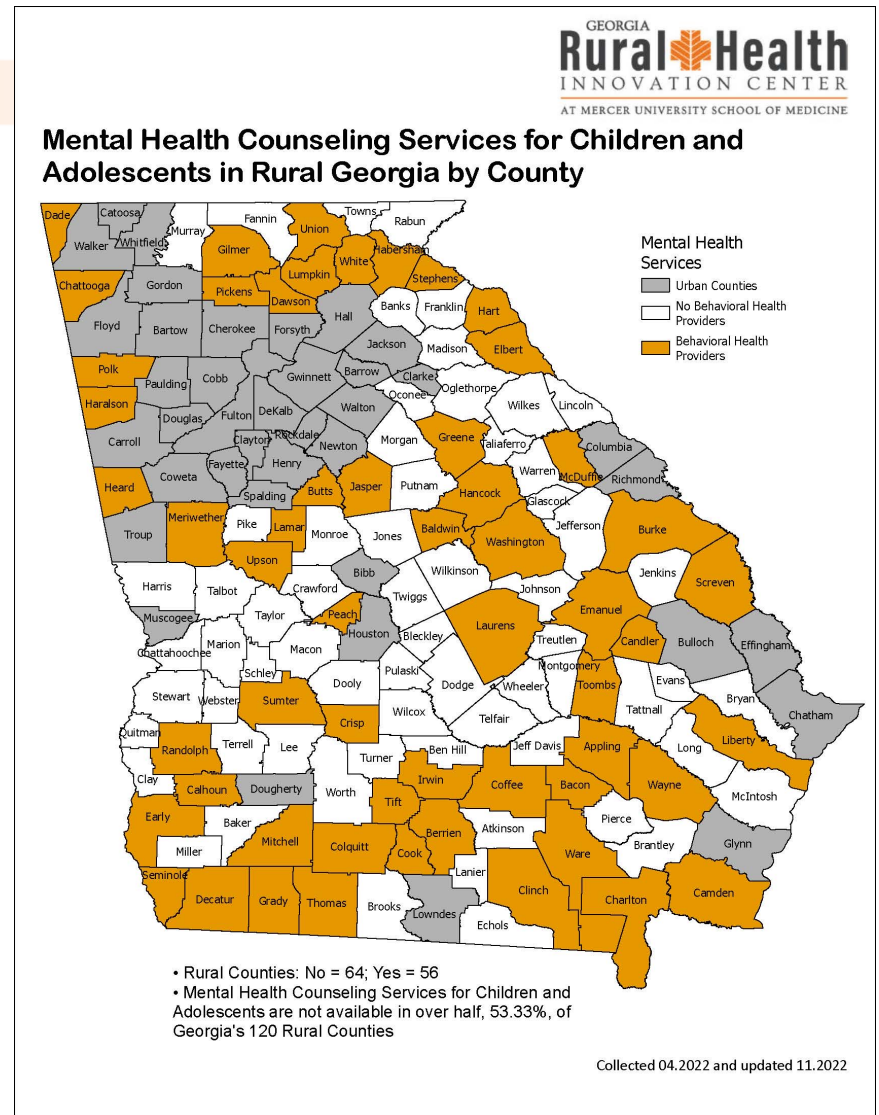 GEORGIA
Rural Health
INNOVATION CENTER
AT MERCER UNIVERSITY SCHOOL OF MEDICINE
Mental Health Counseling Services for Children and
Adolescents in Rural Georgia by County
Mental Health
Services
Urban Counties
No Behavioral Health
Providers
Behavioral Health
Providers
Dade
Catoosa
Walker
Whitfield
Murray
Fannin
Union
Towns
Rabun
Gilmer
Lumpkin
White
Habersham
Stephens
Chattooga
Gordon
Pickens
Dawson
Banks
Franklin
Hart
Floyd
Bartow
Cherokee
Forsyth
Hall
Jackson
Madison
Elbert
Polk
Paulding
Cobb
Gwinnett
Barrow
Clarke
Oconee
Oglethorpe
Wilkes
Lincoln
Haralson
Douglas
Fulton
DeKalb
Walton
Morgan
Greene
Taliaferro
Columbia
Carroll
Clayton
Rockdale
Newton
Warren
McDuffie
Richmond
Heard
Coweta
Fayette
Henry
Spalding
Butts
Jasper
Putnam
Hancock
Glascock
Jefferson
Burke
Troup
Meriwether
Pike
Lamar
Monroe
Jones
Baldwin
Washington
Upson
Harris
Talbot
Crawford
Bibb
Twiggs
Wilkinson
Johnson
Jenkins
Screven
Muscogee
Taylor
Peach
Houston
Bleckley
Laurens
Treutlen
Emanuel
Candler
Bulloch
Effingham
Chattahoochee
Marion
Macon
Schley
Dooly
Pulaski
Dodge
Wheeler
Montgomery
Toombs
Tattnall
Evans
Bryan
Chatham
Stewart
Webster
Sumter
Crisp
Wilcox
Telfair
Quitman
Randolph
Terrell
Lee
Turner
Ben Hill
Jeff Davis
Appling
Long
Liberty
Clay
Calhoun
Dougherty
Worth
Irwin
Tift
Coffee
Bacon
Wayne
McIntosh
Early
Baker
Mitchell
Colquitt
Cook
Berrien
Atkinson
Pierce
Brantley
Glynn
Miller
Lanier
Ware
Seminole
Decatur
Grady
Thomas
Brooks
Lowndes
Clinch
Echols
Charlton
Camden
• Rural Counties: No = 64; Yes = 56
• Mental Health Counseling Services for Children and
Adolescents are not available in over half, 53.33%, of
Georgia's 120 Rural Counties
Collected 04.2022 and updated 11.2022